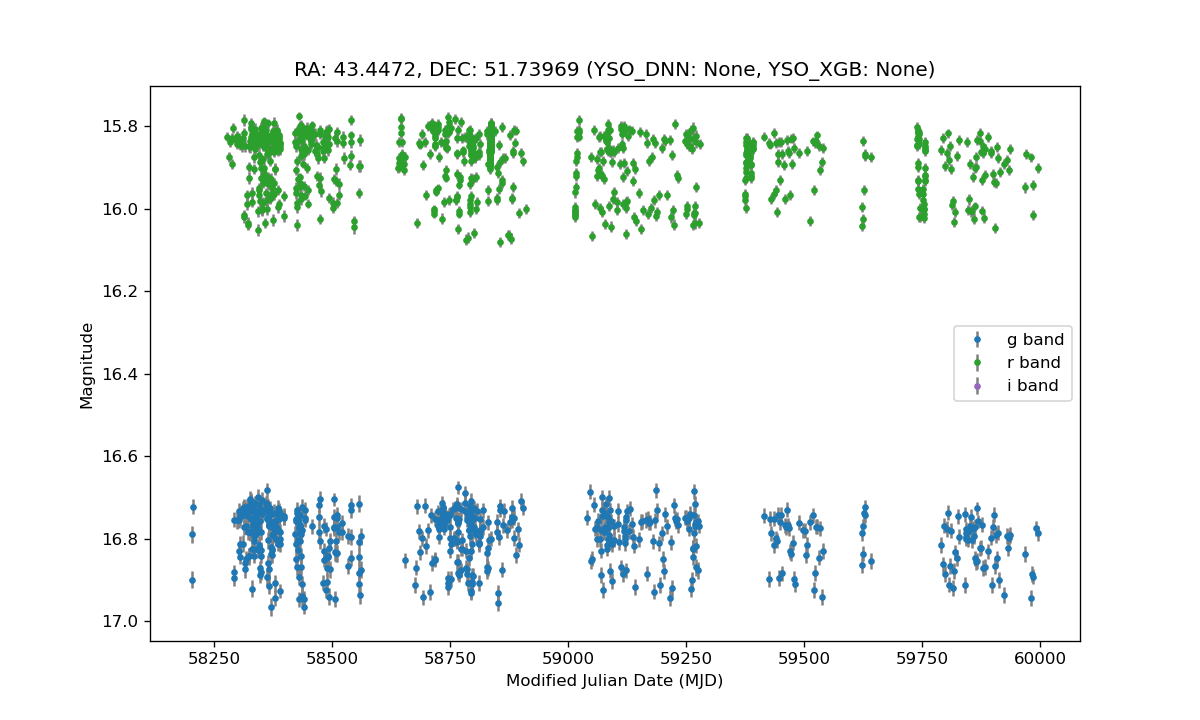 RA: 43.4472, DEC: 51.73969 (YSO_DNN: None, YSO_XGB: None)
Magnitude
15.8
16.0
16.2
16.4
16.6
16.8
17.0
g band
r band
i band
58250 58500 58750 59000 59250 59500 59750 60000
Modified Julian Date (MJD)